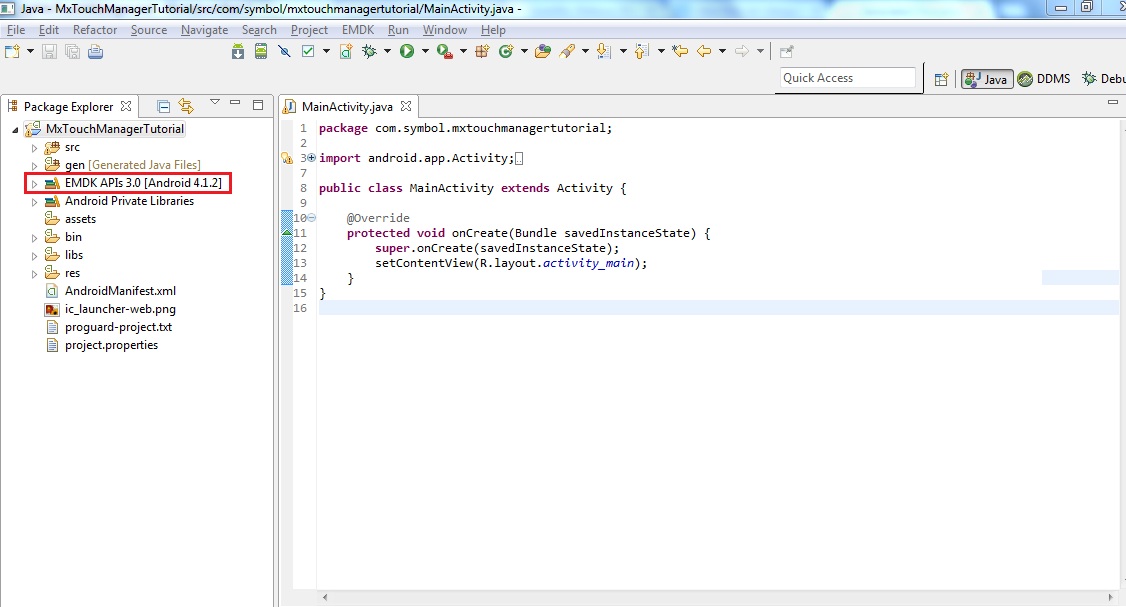 Java - MxTouchManagerTutorial/src/com/symbol/mxtouchmanagertutorial/MainActivity.java -
File Edit Refactor Source Navigate Search Project EMDK Run Window Help
Quick Access
Java DDMS Debu
Package Explorer
MxTouchManagerTutorial
src
gen [Generated Java Files]
EMDK APIs 3.0 [Android 4.1.2]
Android Private Libraries
assets
bin
libs
res
AndroidManifest.xml
ic_launcher-web.png
proguard-project.txt
project.properties
MainActivity.java
1 package com.symbol.mxtouchmanagertutorial;
2
3 import android.app.Activity;
7
8 public class MainActivity extends Activity {
9
10 @Override
11 protected void onCreate(Bundle savedInstanceState) {
12 super.onCreate(savedInstanceState);
13 setContentView(R.layout.activity_main);
14 }
15 }
16